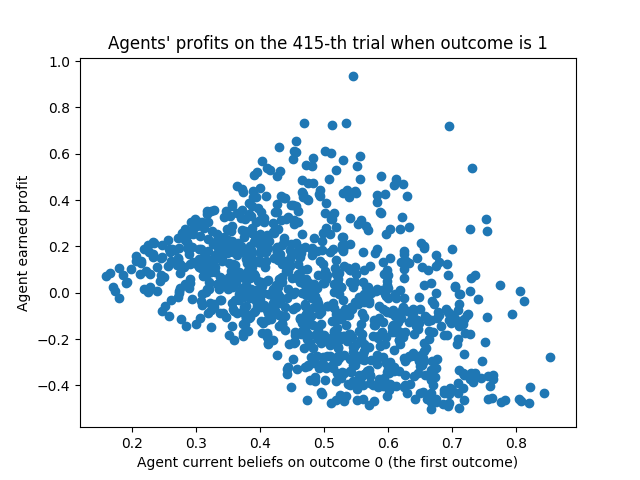 Agents' profits on the 415-th trial when outcome is 1
1.0
0.8
0.6
0.4
0.2
0.0
−0.2
−0.4
Agent earned profit
0.2 0.3 0.4 0.5 0.6 0.7 0.8
Agent current beliefs on outcome 0 (the first outcome)